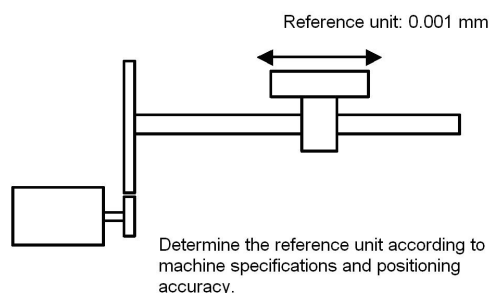 Reference unit: 0.001 mm
Determine the reference unit according to
machine specifications and positioning
accuracy.